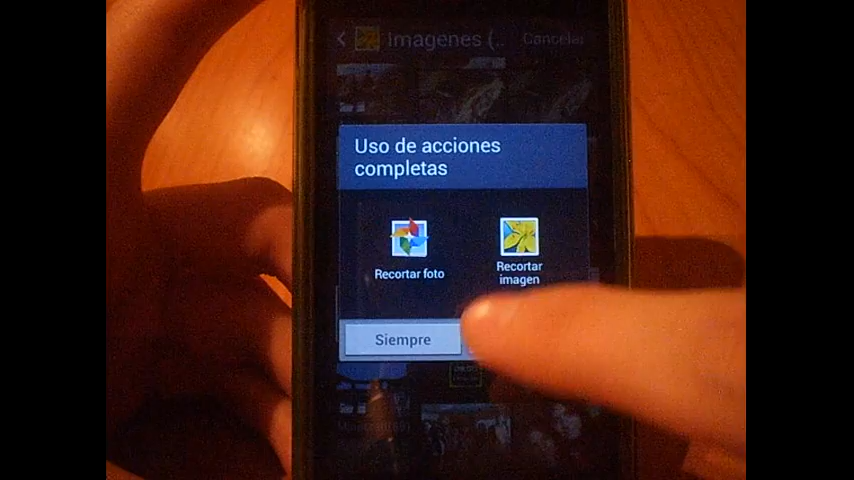 Imagenes (.. Cancelar
Uso de acciones
completas
Recortar foto
Recortar
imagen
Siempre